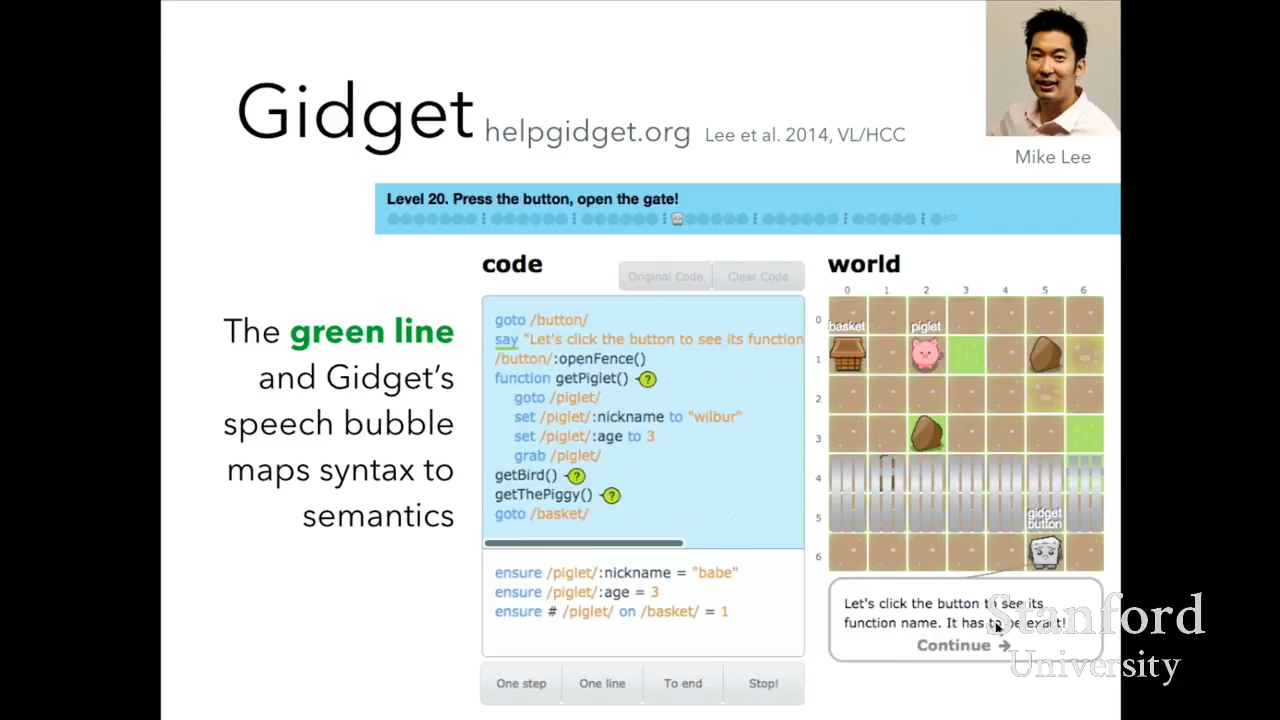 Gidget helpgidget.org Lee et al. 2014, VL/HCC
Mike Lee
Level 20. Press the button, open the gate!
The green line
and Gidget's
speech bubble
maps syntax to
semantics
code
Original Code
Clear Code
goto /button/
say "Let's click the button to see its function
/button/:openFence()
function getPiglet() ?
goto /piglet/
set /piglet/:nickname to "wilbur"
set /piglet/:age to 3
grab /piglet/
getBird() ?
getThePiggy() ?
goto /basket/
ensure /piglet/:nickname = "babe"
ensure /piglet/:age = 3
ensure # /piglet/ on /basket/ = 1
One step
One line
To end
Stop!
world
0 1 2 3 4 5 6
0
basket
piglet
1
2
3
4
5
gidget
button
6
Let's click the button to see its
function name. It has to be exact!
Continue →
Stanford
University